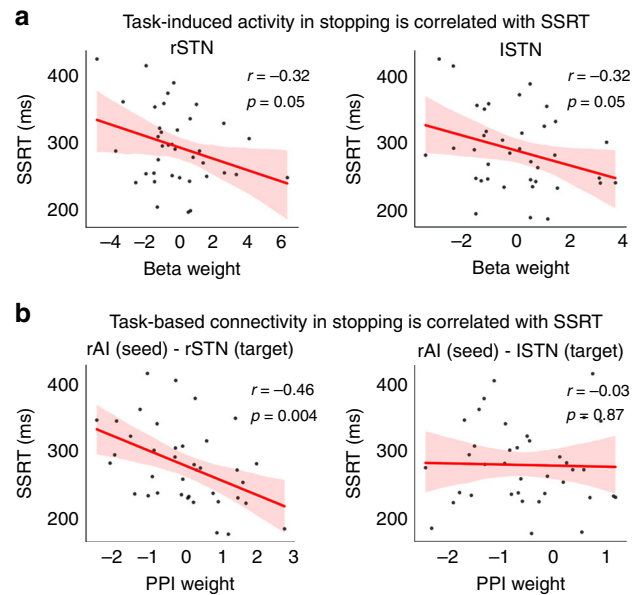 a Task-induced activity in stopping is correlated with SSRT
rSTN
r = –0.32
p = 0.05
SSRT (ms)
400
300
200
–4 –2 0 2 4 6
Beta weight
lSTN
r = –0.32
p = 0.05
SSRT (ms)
400
300
200
–2 0 2 4
Beta weight
b Task-based connectivity in stopping is correlated with SSRT
rAI (seed) - rSTN (target)
r = –0.46
p = 0.004
SSRT (ms)
400
300
200
–2 –1 0 1 2 3
PPI weight
rAI (seed) - lSTN (target)
r = –0.03
p = 0.87
SSRT (ms)
400
300
200
–2 –1 0 1
PPI weight